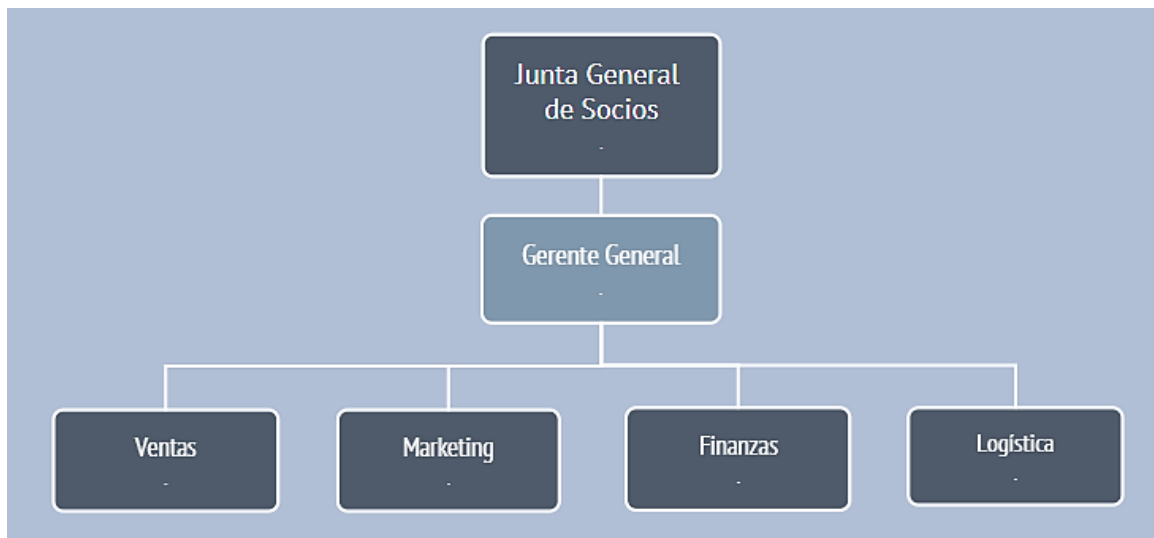 Junta General
de Socios
-
Gerente General
-
Ventas
-
Marketing
-
Finanzas
-
Logística
-